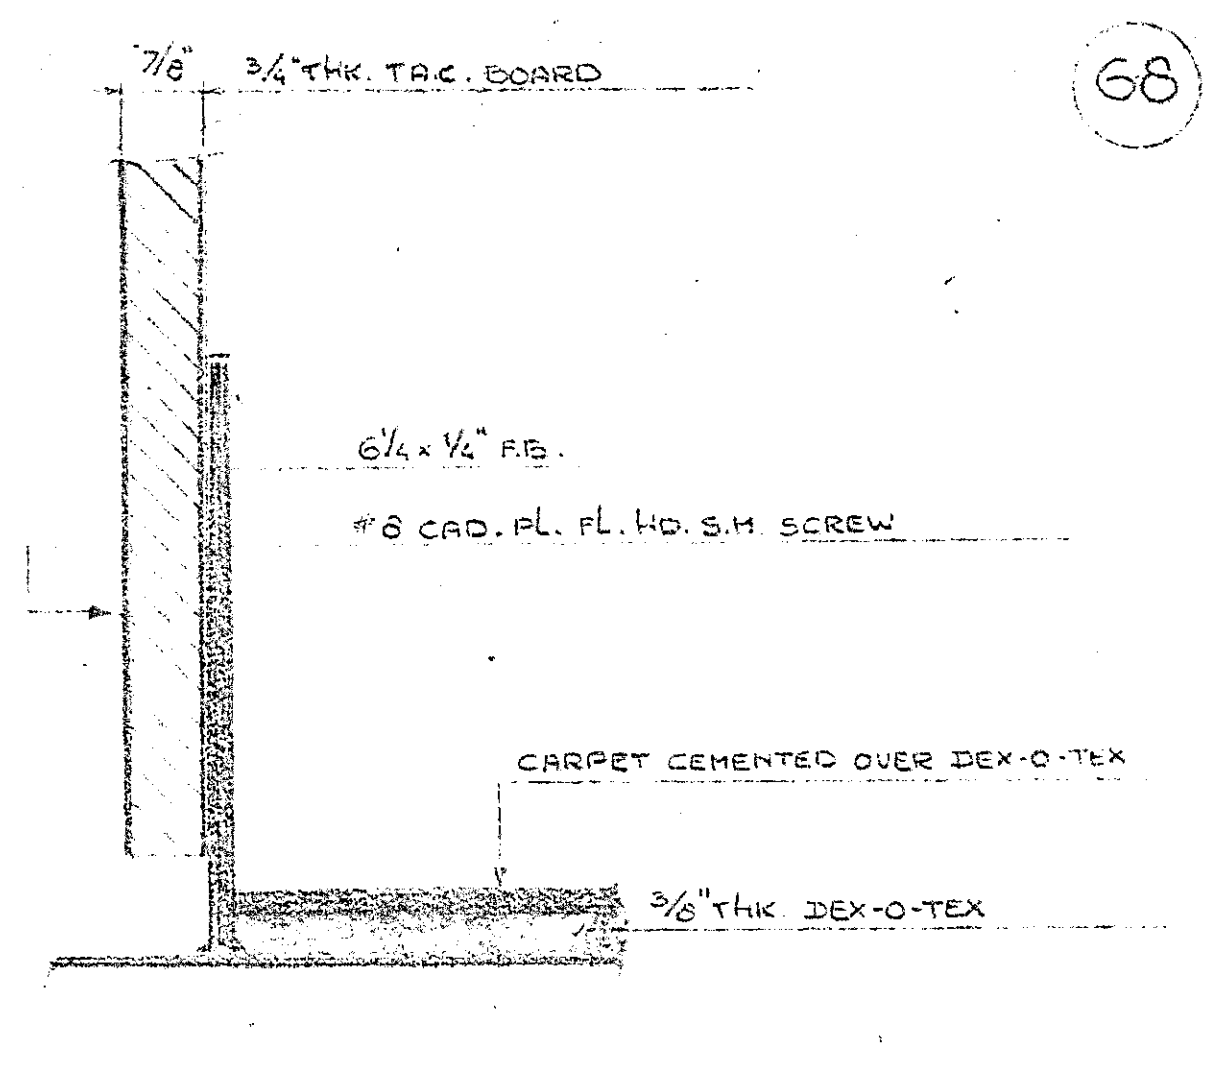 7/8" 3/4" THK. T.A.C. BOARD
68
6 1/4 x 1/4" F.B.
#8 CAD. PL. FL. HD. S.M. SCREW
CARPET CEMENTED OVER DEX-O-TEX
3/8" THK. DEX-O-TEX